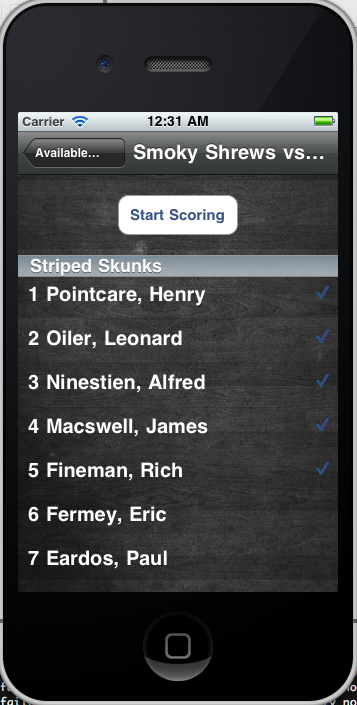 Carrier 12:31 AM
Available... Smoky Shrews vs...
Start Scoring
Striped Skunks
1 Pointcare, Henry
2 Oiler, Leonard
3 Ninestien, Alfred
4 Macswell, James
5 Fineman, Rich
6 Fermey, Eric
7 Eardos, Paul